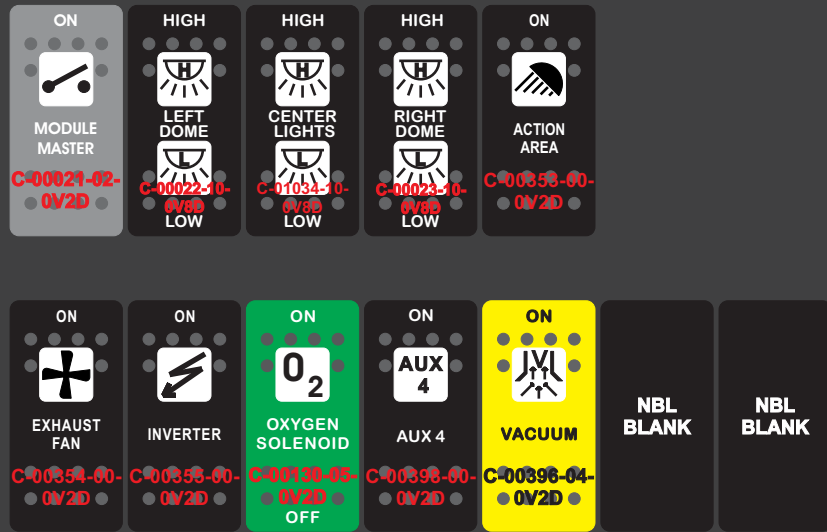 ON
H
MODULE
MASTER
C-00021-02-
0V2D
HIGH
H
LEFT
DOME
L
C-00022-10-
0V8D
LOW
HIGH
H
CENTER
LIGHTS
L
C-01034-10-
0V8D
LOW
HIGH
H
RIGHT
DOME
L
C-00023-10-
0V8D
LOW
ON
ACTION
AREA
C-00353-00-
0V2D
ON
EXHAUST
FAN
C-00354-00-
0V2D
ON
INVERTER
C-00355-00-
0V2D
ON
O2
OXYGEN
SOLENOID
C-00130-05-
0V2D
OFF
ON
AUX
4
AUX 4
C-00398-00-
0V2D
ON
VACUUM
C-00396-04-
0V2D
NBL
BLANK
NBL
BLANK